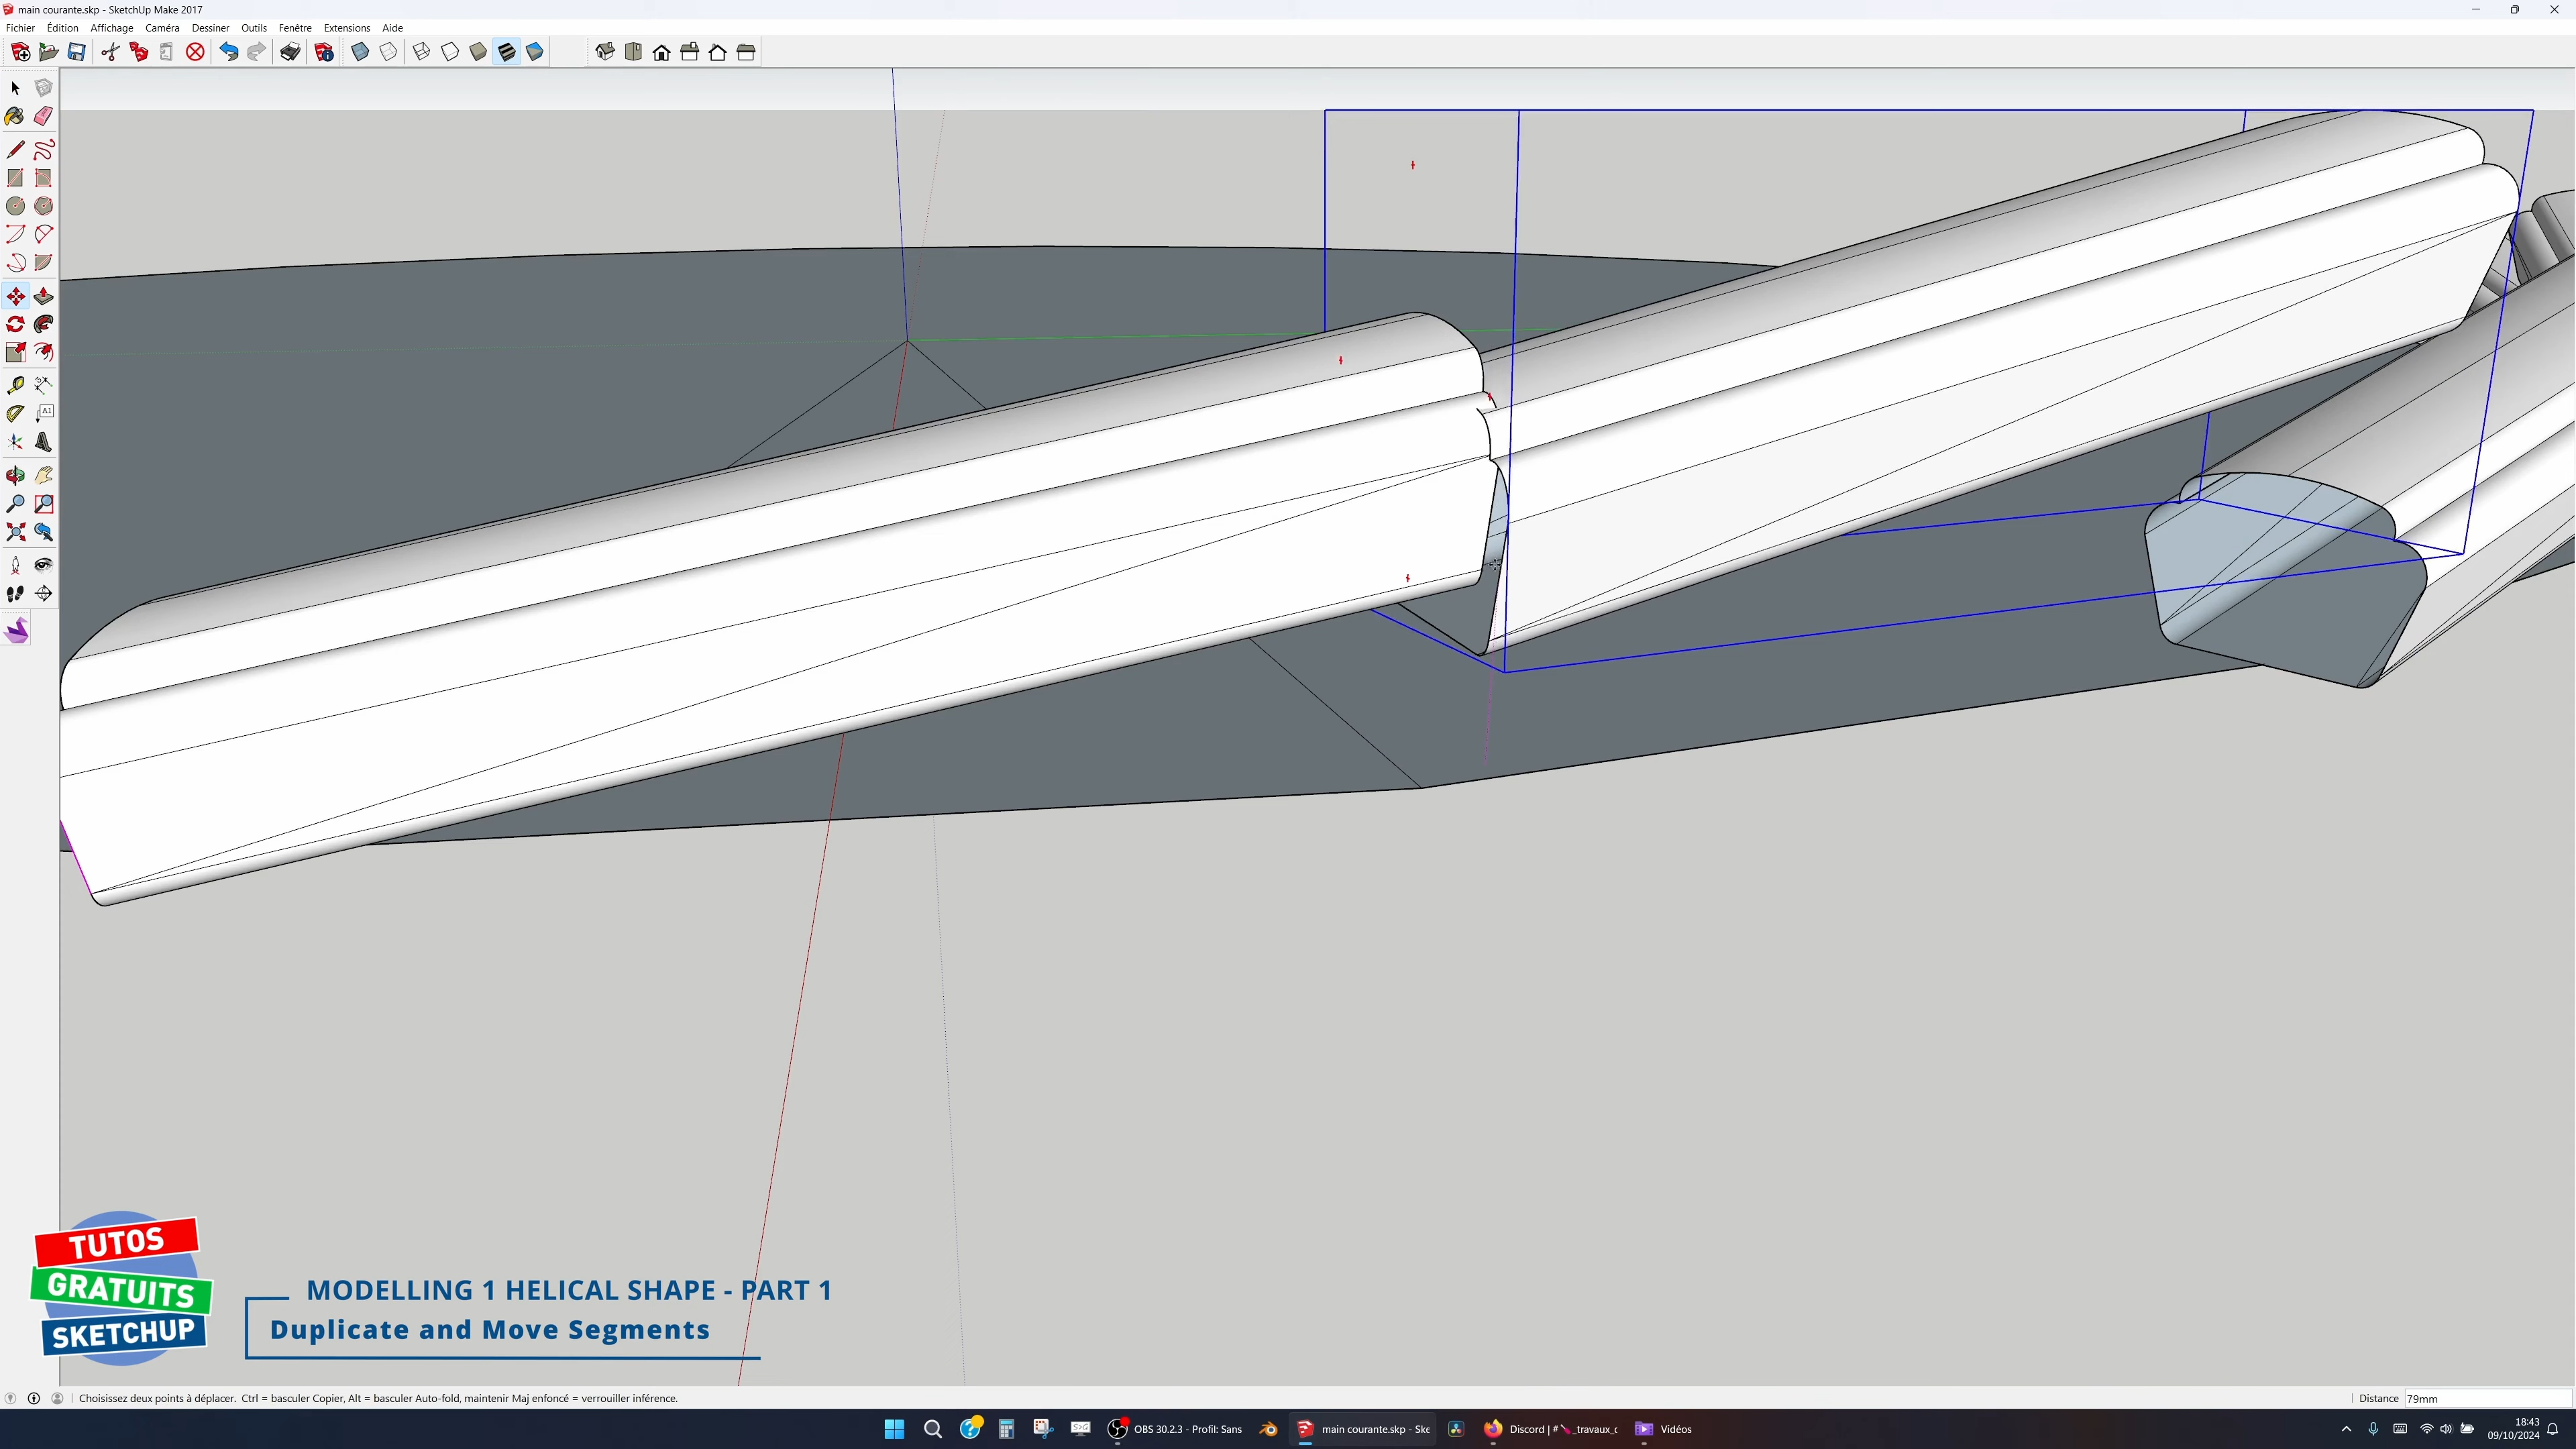 main courante.skp - SketchUp Make 2017
Fichier Édition Affichage Caméra Dessiner Outils Fenêtre Extensions Aide
A1
TUTOS
GRATUITS
SKETCHUP
MODELLING 1 HELICAL SHAPE - PART 1
Duplicate and Move Segments
Choisissez deux points à déplacer. Ctrl = basculer Copier, Alt = basculer Auto-fold, maintenir Maj enfoncé = verrouiller inférence.
Distance 79mm
OBS 30.2.3 - Profil: Sans
main courante.skp - Ske
Discord | # _travaux_c
Vidéos
18:43
09/10/2024